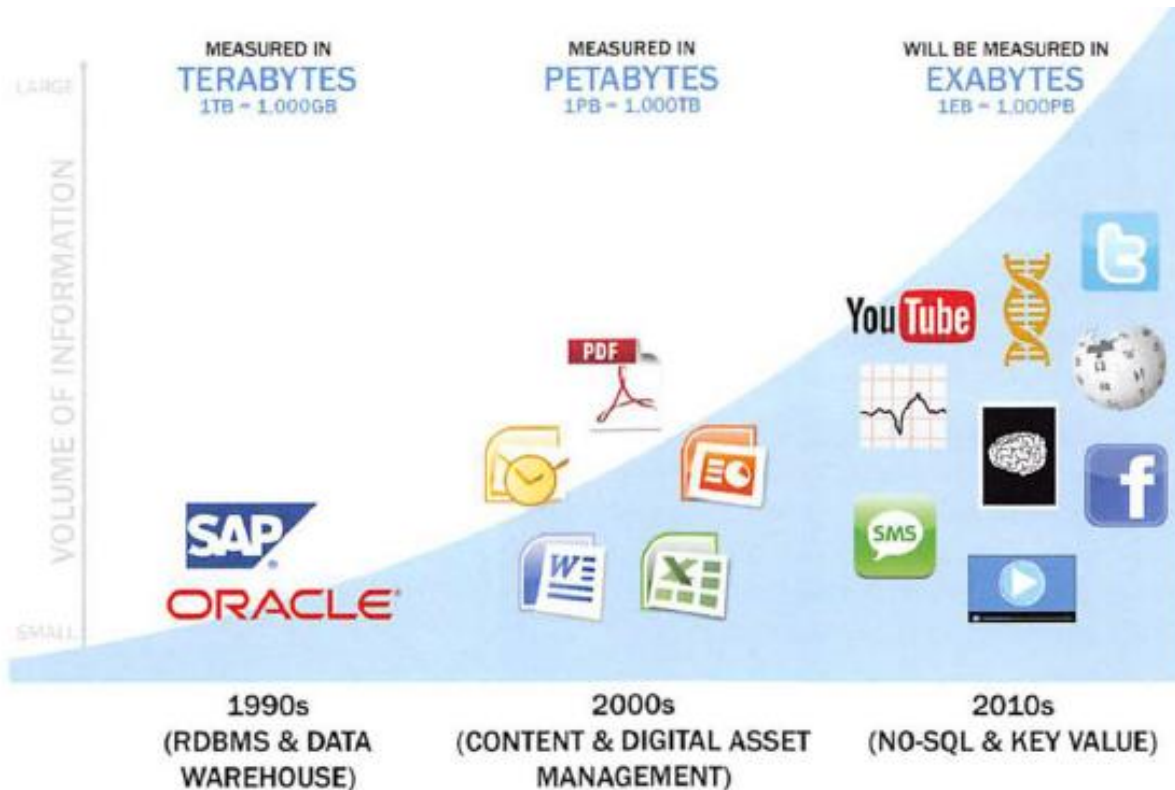 MEASURED IN
TERABYTES
1TB = 1,000GB
MEASURED IN
PETABYTES
1PB = 1,000TB
WILL BE MEASURED IN
EXABYTES
1EB = 1,000PB
LARGE
VOLUME OF INFORMATION
SMALL
SAP
ORACLE
PDF
W
X
YouTube
SMS
t
f
1990s
(RDBMS & DATA
WAREHOUSE)
2000s
(CONTENT & DIGITAL ASSET
MANAGEMENT)
2010s
(NO-SQL & KEY VALUE)